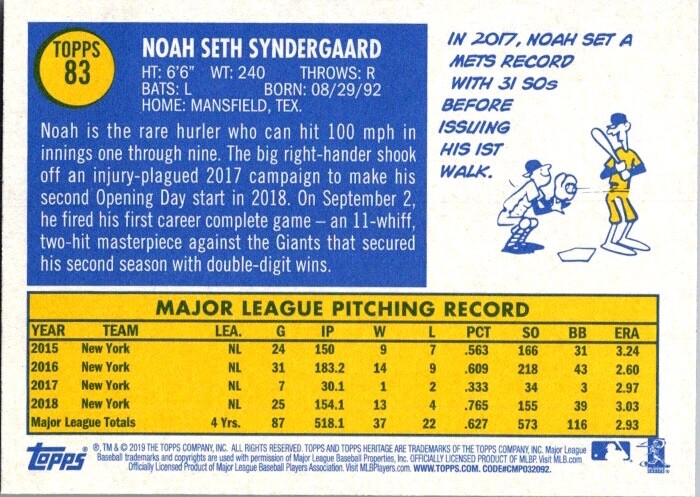 TOPPS
83
NOAH SETH SYNDERGAARD
HT: 6'6" WT: 240 THROWS: R
BATS: L BORN: 08/29/92
HOME: MANSFIELD, TEX.
Noah is the rare hurler who can hit 100 mph in
innings one through nine. The big right-hander shook
off an injury-plagued 2017 campaign to make his
second Opening Day start in 2018. On September 2,
he fired his first career complete game – an 11-whiff,
two-hit masterpiece against the Giants that secured
his second season with double-digit wins.
IN 2017, NOAH SET A
METS RECORD
WITH 31 SOs
BEFORE
ISSUING
HIS 1ST
WALK.
MAJOR LEAGUE PITCHING RECORD
YEAR TEAM LEA. G IP W L PCT SO BB ERA
2015 New York NL 24 150 9 7 .563 166 31 3.24
2016 New York NL 31 183.2 14 9 .609 218 43 2.60
2017 New York NL 7 30.1 1 2 .333 34 3 2.97
2018 New York NL 25 154.1 13 4 .765 155 39 3.03
Major League Totals 4 Yrs. 87 518.1 37 22 .627 573 116 2.93
Topps
®, TM & © 2019 THE TOPPS COMPANY, INC. ALL RIGHTS RESERVED. TOPPS AND TOPPS HERITAGE ARE TRADEMARKS OF THE TOPPS COMPANY, INC. Major League
Baseball trademarks and copyrights are used with permission of Major League Baseball Properties, Inc. OFFICIALLY LICENSED PRODUCT OF MLBP. Visit MLB.com
Officially Licensed Product of Major League Baseball Players Association. Visit MLBPlayers.com. WWW.TOPPS.COM. CODE#CMP032092.